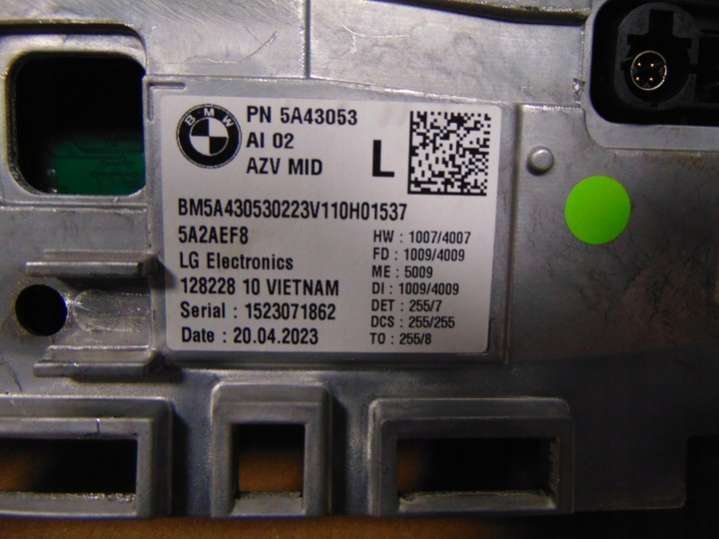 BMW
PN 5A43053
AI 02
AZV MID
L
BM5A430530223V110H01537
5A2AEF8
LG Electronics
128228 10 VIETNAM
Serial : 1523071862
Date : 20.04.2023
HW : 1007/4007
FD : 1009/4009
ME : 5009
DI : 1009/4009
DET : 255/7
DCS : 255/255
TO : 255/8